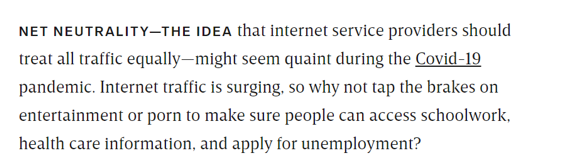 NET NEUTRALITY—THE IDEA that internet service providers should
treat all traffic equally—might seem quaint during the Covid-19
pandemic. Internet traffic is surging, so why not tap the brakes on
entertainment or porn to make sure people can access schoolwork,
health care information, and apply for unemployment?